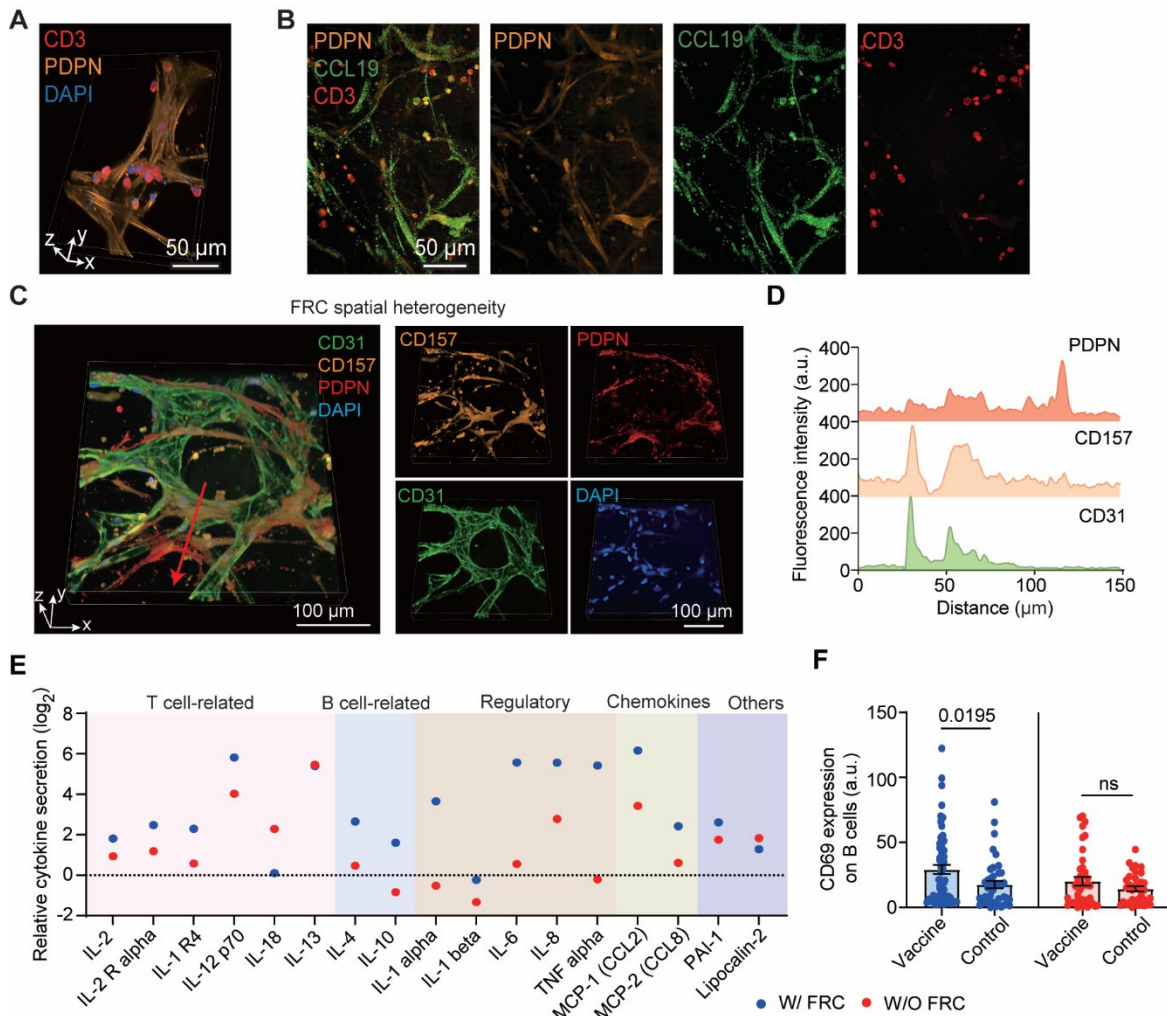 A
CD3
PDPN
DAPI
z
y
x
50 µm
B
PDPN
CCL19
CD3
50 µm
PDPN
CCL19
CD3
C
FRC spatial heterogeneity
CD31
CD157
PDPN
DAPI
z
y
x
100 µm
CD157
PDPN
CD31
DAPI
100 µm
D
Fluorescence intensity (a.u.)
400
200
400
200
400
200
0
PDPN
CD157
CD31
0
50
100
150
Distance (µm)
E
Relative cytokine secretion (log2)
8
6
4
2
0
-2
T cell-related
B cell-related
Regulatory
Chemokines
Others
IL-2
IL-2 R alpha
IL-1 R4
IL-12 p70
IL-18
IL-13
IL-4
IL-10
IL-1 alpha
IL-1 beta
IL-6
IL-8
TNF alpha
MCP-1 (CCL2)
MCP-2 (CCL8)
PAI-1
Lipocalin-2
F
CD69 expression
on B cells (a.u.)
150
100
50
0
0.0195
ns
Vaccine
Control
Vaccine
Control
W/ FRC
W/O FRC